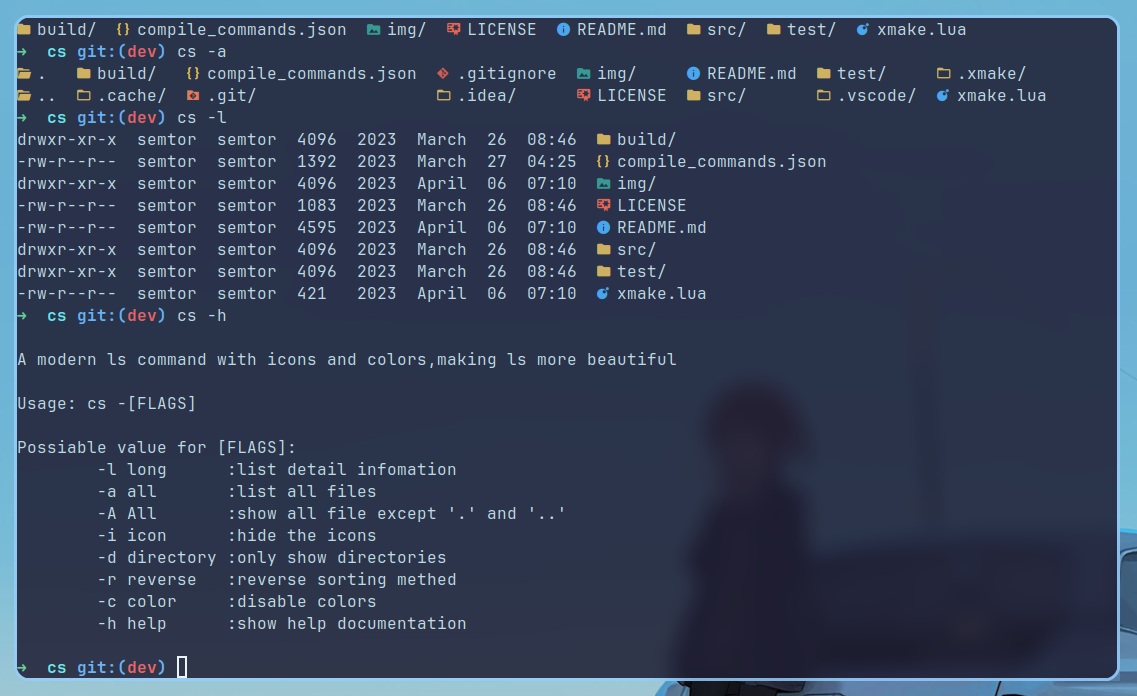 build/ {} compile_commands.json img/ LICENSE README.md src/ test/ xmake.lua
→ cs git:(dev) cs -a
. build/ {} compile_commands.json .gitignore img/ README.md test/ .xmake/
.. .cache/ .git/ .idea/ LICENSE src/ .vscode/ xmake.lua
→ cs git:(dev) cs -l
drwxr-xr-x semtor semtor 4096 2023 March 26 08:46 build/
-rw-r--r-- semtor semtor 1392 2023 March 27 04:25 {} compile_commands.json
drwxr-xr-x semtor semtor 4096 2023 April 06 07:10 img/
-rw-r--r-- semtor semtor 1083 2023 March 26 08:46 LICENSE
-rw-r--r-- semtor semtor 4595 2023 April 06 07:10 README.md
drwxr-xr-x semtor semtor 4096 2023 March 26 08:46 src/
drwxr-xr-x semtor semtor 4096 2023 March 26 08:46 test/
-rw-r--r-- semtor semtor 421 2023 April 06 07:10 xmake.lua
→ cs git:(dev) cs -h
A modern ls command with icons and colors,making ls more beautiful
Usage: cs -[FLAGS]
Possiable value for [FLAGS]:
-l long :list detail infomation
-a all :list all files
-A All :show all file except '.' and '..'
-i icon :hide the icons
-d directory :only show directories
-r reverse :reverse sorting methed
-c color :disable colors
-h help :show help documentation
→ cs git:(dev)